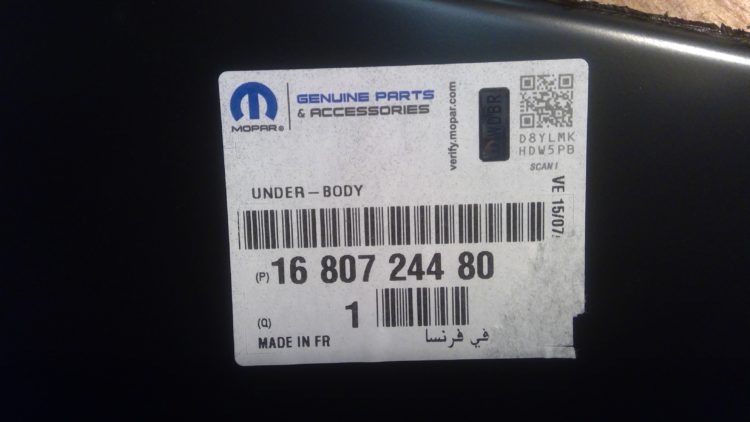 MOPAR®
GENUINE PARTS
& ACCESSORIES
verify.mopar.com
WDBR
D8YLMK
HDW5PB
SCAN!
UNDER-BODY
VE 15/07
(P) 16 807 244 80
(Q) 1
MADE IN FR
في فرنسا